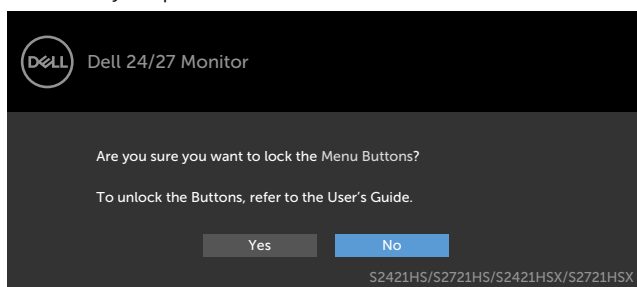 DELL
Dell 24/27 Monitor
Are you sure you want to lock the Menu Buttons?
To unlock the Buttons, refer to the User’s Guide.
Yes
No
S2421HS/S2721HS/S2421HSX/S2721HSX